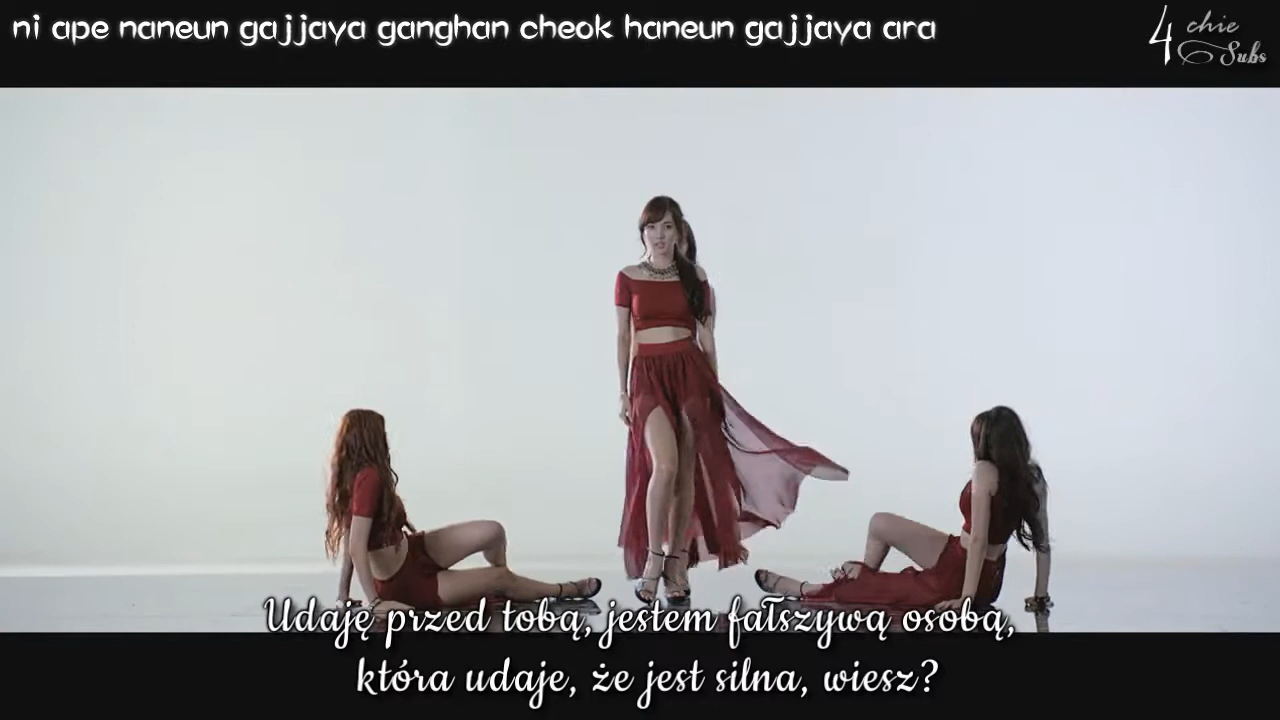 ni ape naneun gajjaya ganghan cheok haneun gajjaya ara
4 chie
Subs
Udaję przed tobą, jestem fałszywą osobą,
która udaje, że jest silna, wiesz?